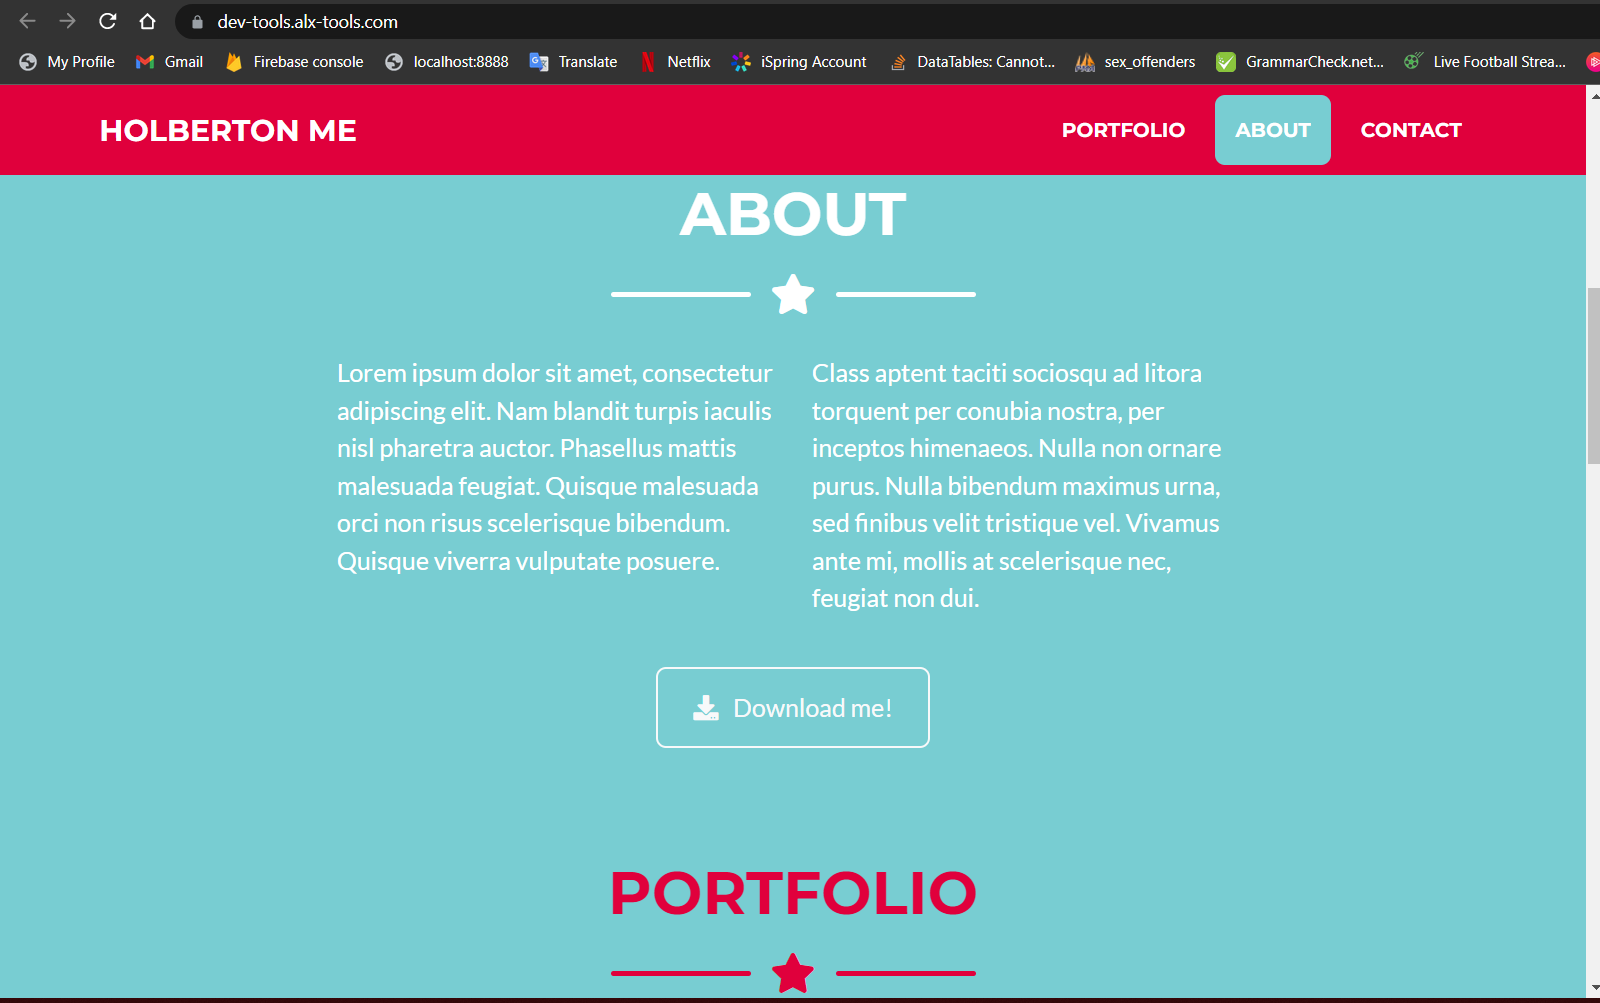 dev-tools.alx-tools.com
My Profile Gmail Firebase console localhost:8888 Translate Netflix iSpring Account DataTables: Cannot... sex_offenders GrammarCheck.net... Live Football Strea...
HOLBERTON ME PORTFOLIO ABOUT CONTACT
ABOUT
Lorem ipsum dolor sit amet, consectetur
adipiscing elit. Nam blandit turpis iaculis
nisl pharetra auctor. Phasellus mattis
malesuada feugiat. Quisque malesuada
orci non risus scelerisque bibendum.
Quisque viverra vulputate posuere.
Class aptent taciti sociosqu ad litora
torquent per conubia nostra, per
inceptos himenaeos. Nulla non ornare
purus. Nulla bibendum maximus urna,
sed finibus velit tristique vel. Vivamus
ante mi, mollis at scelerisque nec,
feugiat non dui.
Download me!
PORTFOLIO